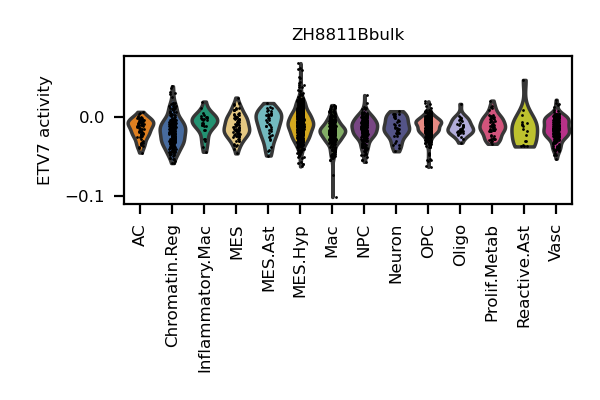 ZH8811Bbulk
ETV7 activity
0.0
−0.1
AC
Chromatin.Reg
Inflammatory.Mac
MES
MES.Ast
MES.Hyp
Mac
NPC
Neuron
OPC
Oligo
Prolif.Metab
Reactive.Ast
Vasc